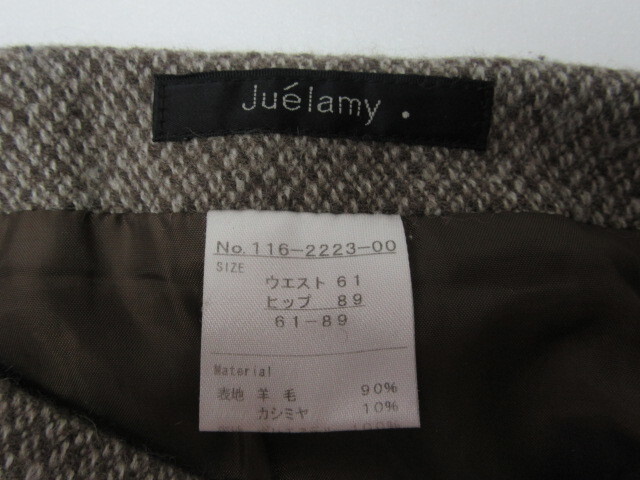 Juélamy .
No. 116-2223-00
SIZE
ウエスト 61
ヒップ 89
61-89
Material
表地 羊 毛 90%
カシミヤ 10%
100%